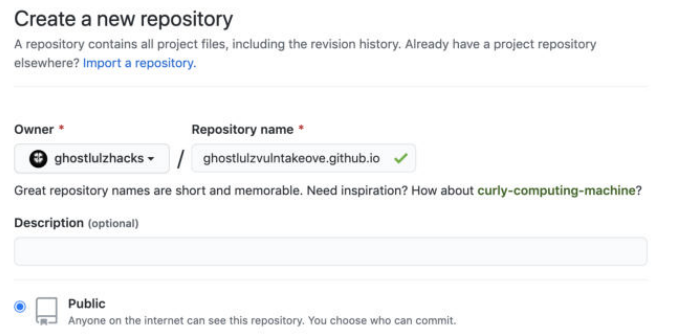 Create a new repository
A repository contains all project files, including the revision history. Already have a project repository
elsewhere? Import a repository.
Owner * Repository name *
ghostlulzhacks / ghostlulzvulntakeove.github.io
Great repository names are short and memorable. Need inspiration? How about curly-computing-machine?
Description (optional)
Public
Anyone on the internet can see this repository. You choose who can commit.